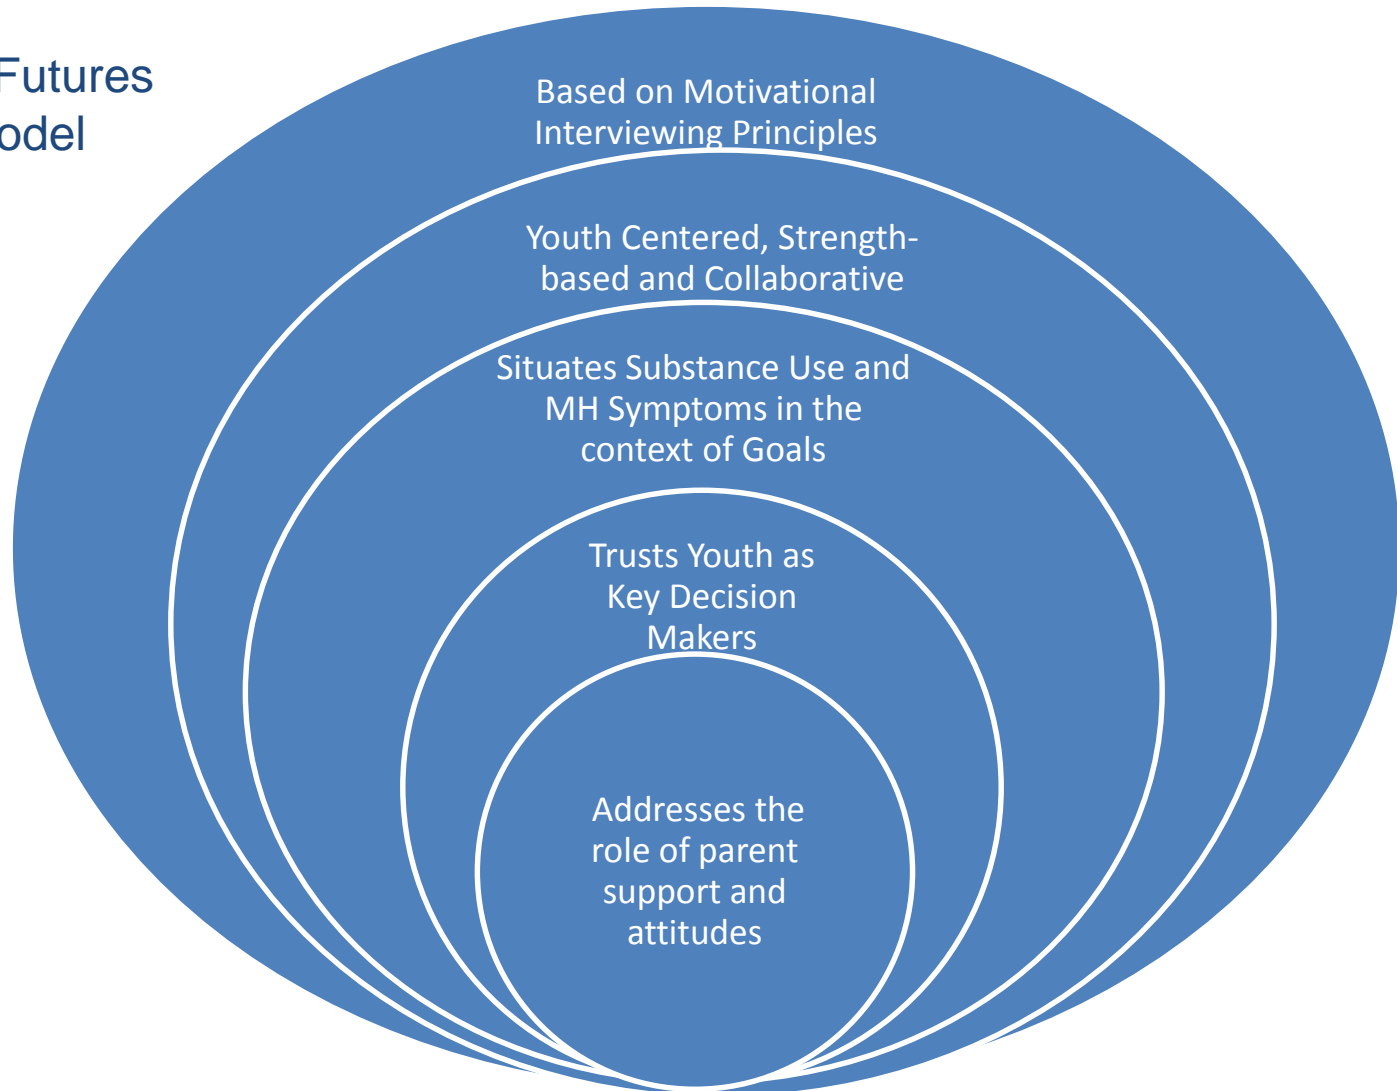 Futures
odel
Based on Motivational
Interviewing Principles
Youth Centered, Strength-
based and Collaborative
Situates Substance Use and
MH Symptoms in the
context of Goals
Trusts Youth as
Key Decision
Makers
Addresses the
role of parent
support and
attitudes